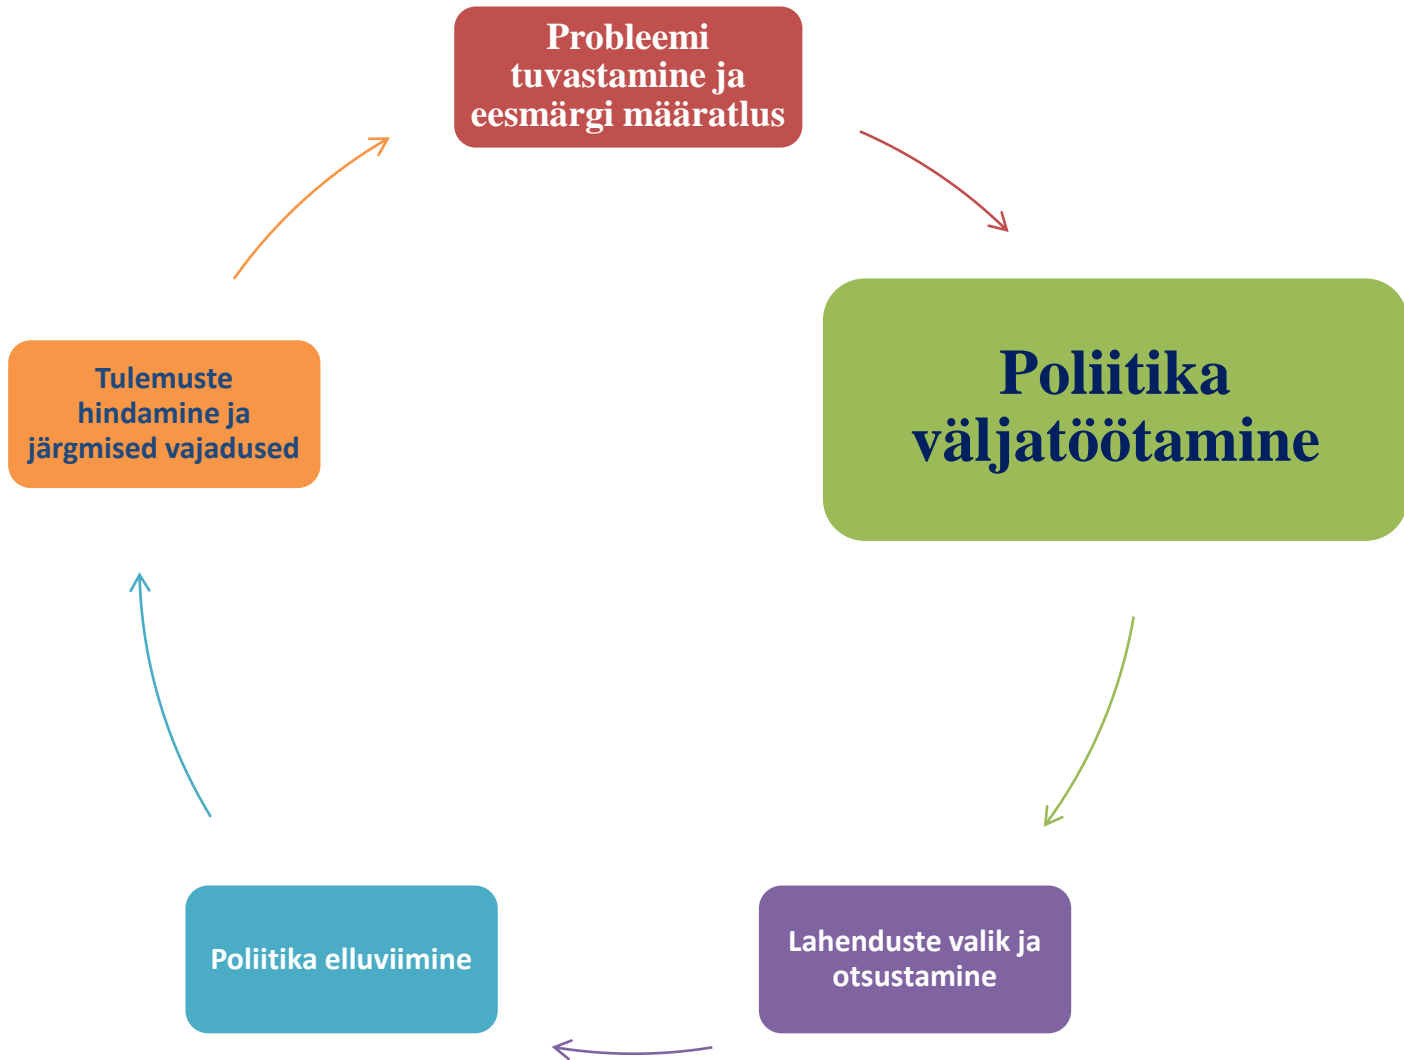 Probleemi
tuvastamine ja
eesmärgi määratlus
Poliitika
väljatöötamine
Lahenduste valik ja
otsustamine
Poliitika elluviimine
Tulemuste
hindamine ja
järgmised vajadused